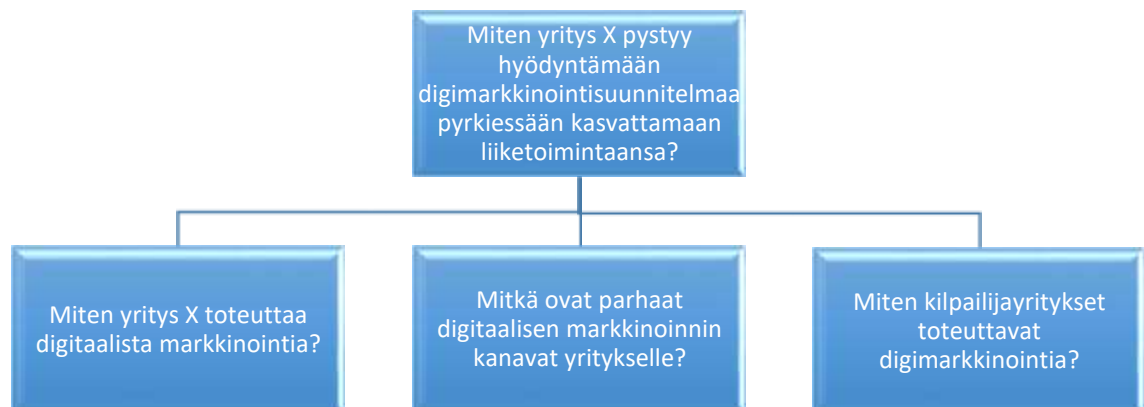 Miten yritys X pystyy
hyödyntämään
digimarkkinointisuunnitelmaa
pyrkiessään kasvattamaan
liiketoimintaansa?
Miten yritys X toteuttaa
digitaalista markkinointia?
Mitkä ovat parhaat
digitaalisen markkinoinnin
kanavat yritykselle?
Miten kilpailijayritykset
toteuttavat
digimarkkinointia?